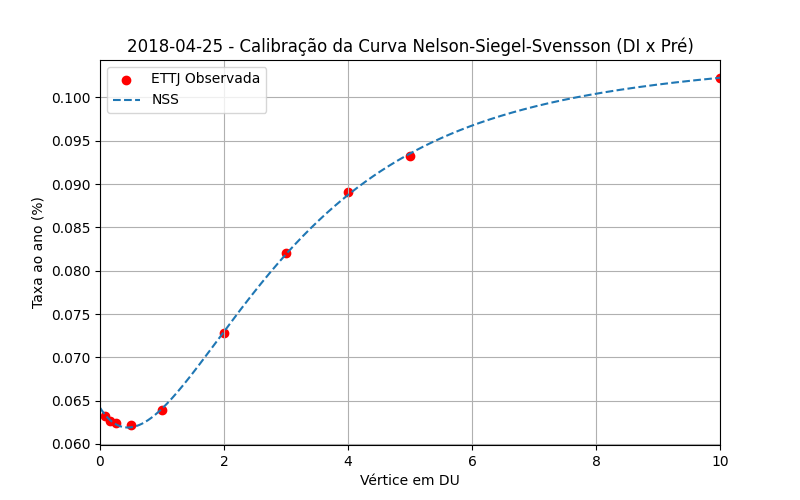 2018-04-25 - Calibração da Curva Nelson-Siegel-Svensson (DI x Pré)
ETTJ Observada
NSS
Taxa ao ano (%)
0.100
0.095
0.090
0.085
0.080
0.075
0.070
0.065
0.060
0 2 4 6 8 10
Vértice em DU